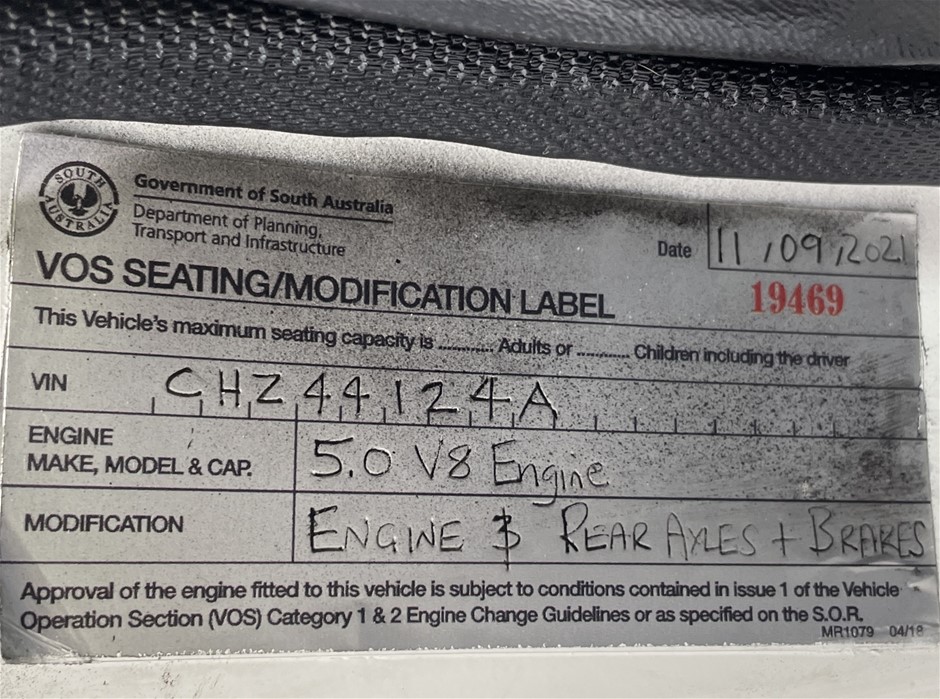 SOUTH AUSTRALIA
Government of South Australia
Department of Planning,
Transport and Infrastructure
Date 11/09/2021
VOS SEATING/MODIFICATION LABEL
19469
This Vehicle's maximum seating capacity is ............ Adults or ............ Children including the driver
VIN CHZ44124A
ENGINE
MAKE, MODEL & CAP. 5.0 V8 Engine
MODIFICATION ENGINE & REAR AXLES + BRAKES
Approval of the engine fitted to this vehicle is subject to conditions contained in issue 1 of the Vehicle
Operation Section (VOS) Category 1 & 2 Engine Change Guidelines or as specified on the S.O.R.
MR1079 04/18